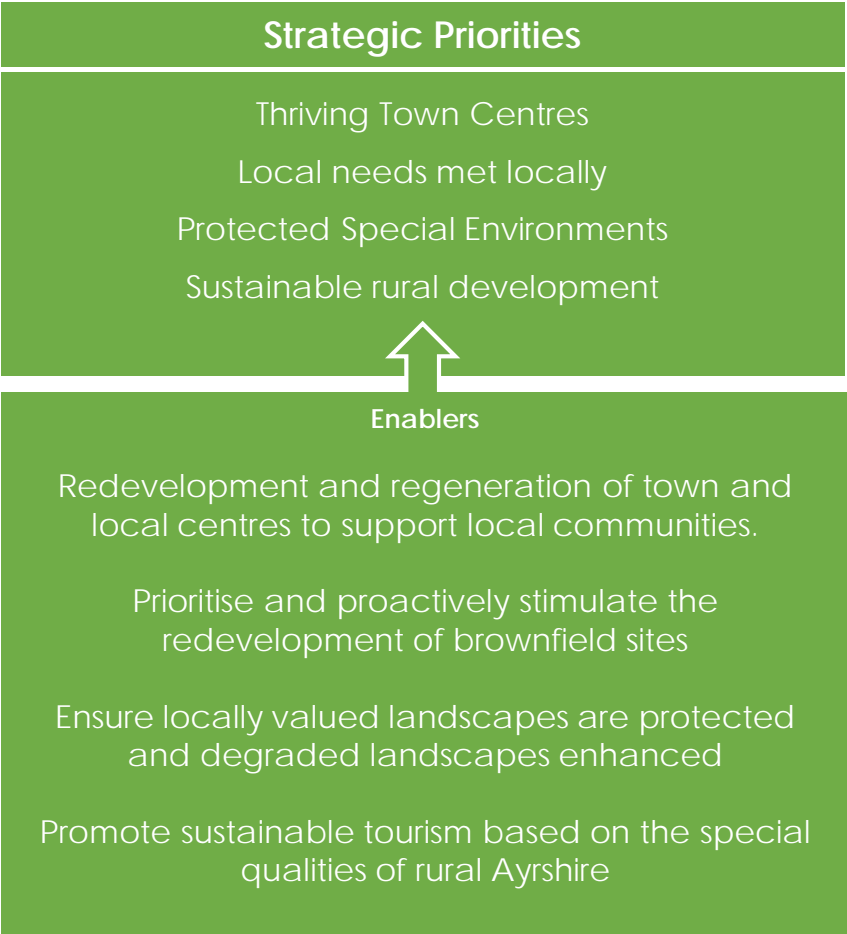 Strategic Priorities
Thriving Town Centres
Local needs met locally
Protected Special Environments
Sustainable rural development
Enablers
Redevelopment and regeneration of town and
local centres to support local communities.
Prioritise and proactively stimulate the
redevelopment of brownfield sites
Ensure locally valued landscapes are protected
and degraded landscapes enhanced
Promote sustainable tourism based on the special
qualities of rural Ayrshire